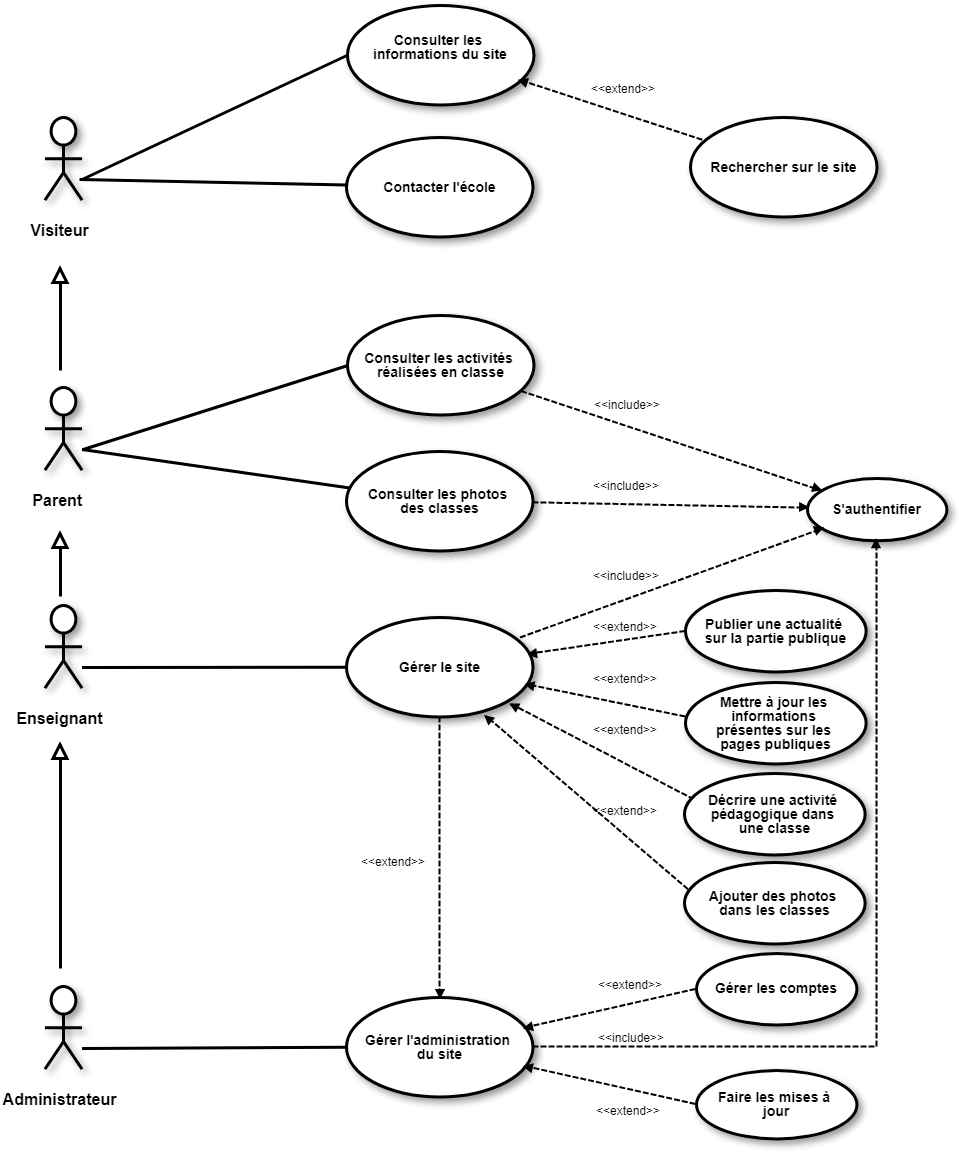 Consulter les
informations du site
<<extend>>
Rechercher sur le site
Contacter l'école
Visiteur
Consulter les activités
réalisées en classe
<<include>>
Parent
Consulter les photos
des classes
<<include>>
S'authentifier
<<include>>
Publier une actualité
sur la partie publique
<<extend>>
Gérer le site
Enseignant
<<extend>>
Mettre à jour les
informations
présentes sur les
pages publiques
<<extend>>
Décrire une activité
pédagogique dans
une classe
<<extend>>
<<extend>>
Ajouter des photos
dans les classes
<<extend>>
Gérer les comptes
Gérer l'administration
du site
<<include>>
Administrateur
<<extend>>
Faire les mises à
jour